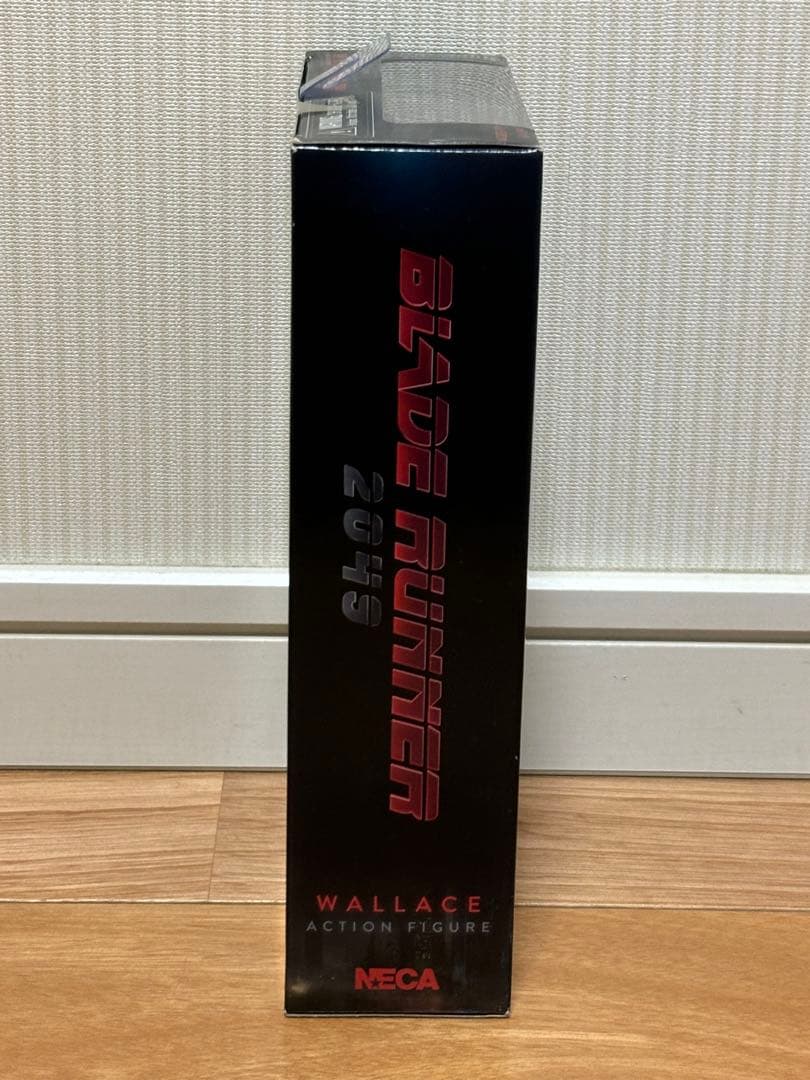 BLADE RUNNER
2049
WALLACE
ACTION FIGURE
NECA